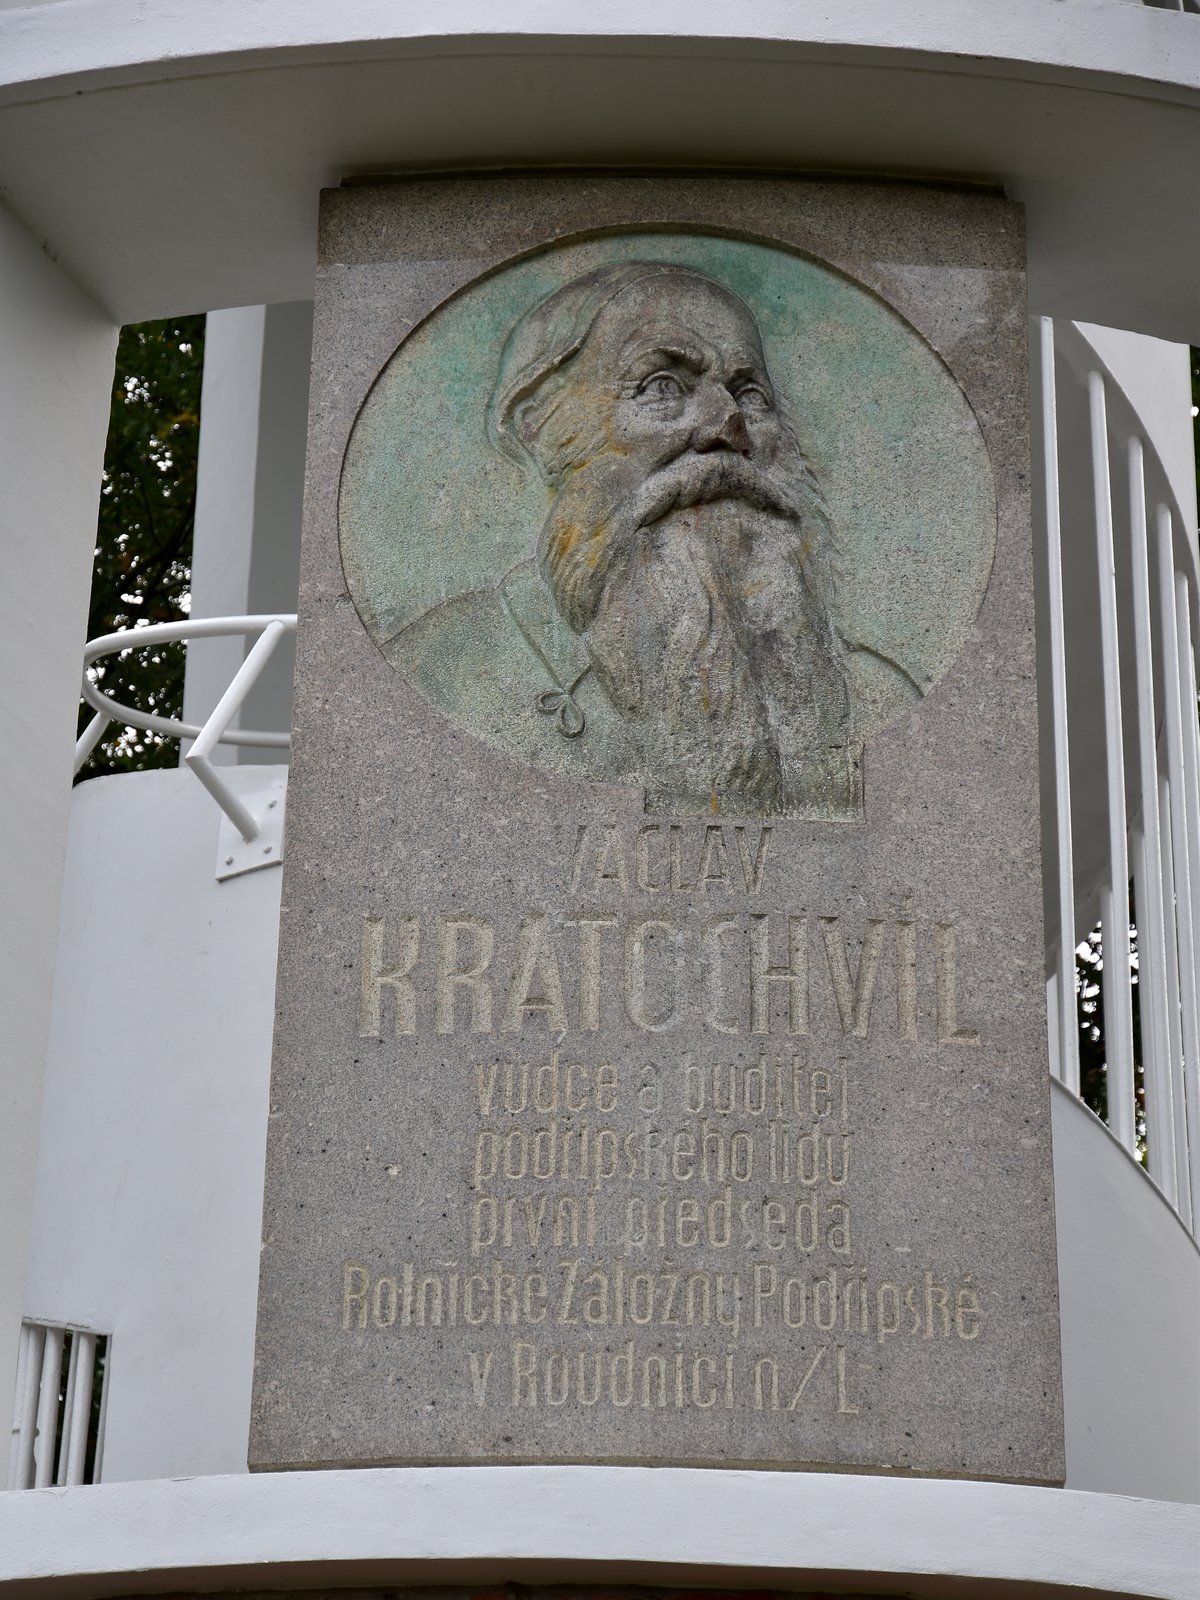 VÁCLAV
KRATOCHVÍL
vůdce a buditel
podřipského lidu
první předseda
Rolnické Záložny Podřipské
v Roudnici n/L